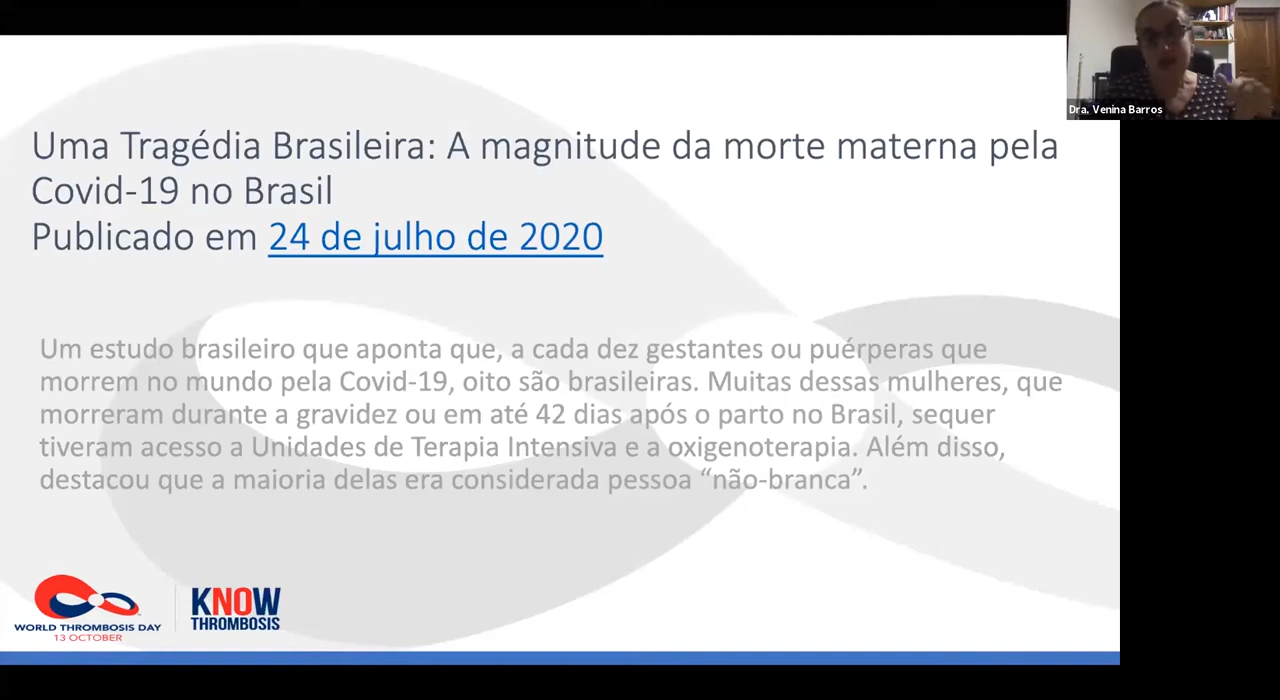 Dra. Venina Barros
Uma Tragédia Brasileira: A magnitude da morte materna pela
Covid-19 no Brasil
Publicado em 24 de julho de 2020
Um estudo brasileiro que aponta que, a cada dez gestantes ou puérperas que
morrem no mundo pela Covid-19, oito são brasileiras. Muitas dessas mulheres, que
morreram durante a gravidez ou em até 42 dias após o parto no Brasil, sequer
tiveram acesso a Unidades de Terapia Intensiva e a oxigenoterapia. Além disso,
destacou que a maioria delas era considerada pessoa “não-branca”.
WORLD THROMBOSIS DAY
13 OCTOBER
KNOW
THROMBOSIS